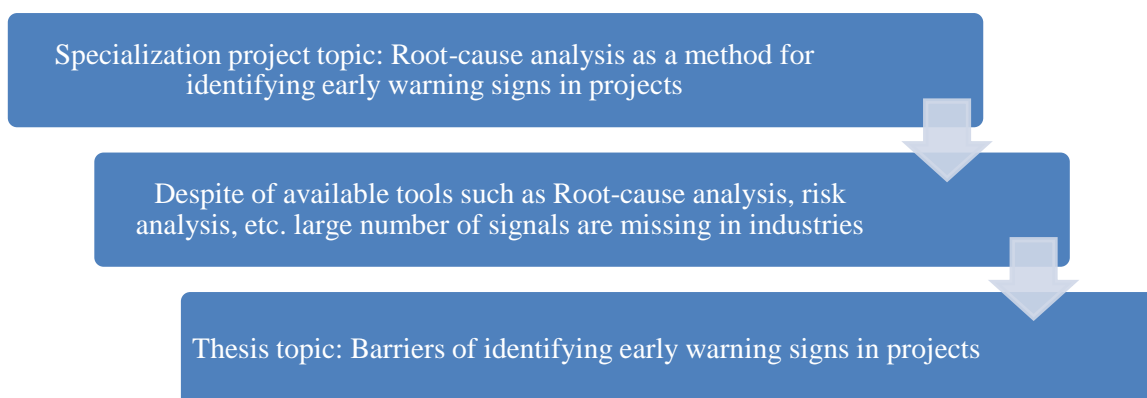 Specialization project topic: Root-cause analysis as a method for
identifying early warning signs in projects
Despite of available tools such as Root-cause analysis, risk
analysis, etc. large number of signals are missing in industries
Thesis topic: Barriers of identifying early warning signs in projects